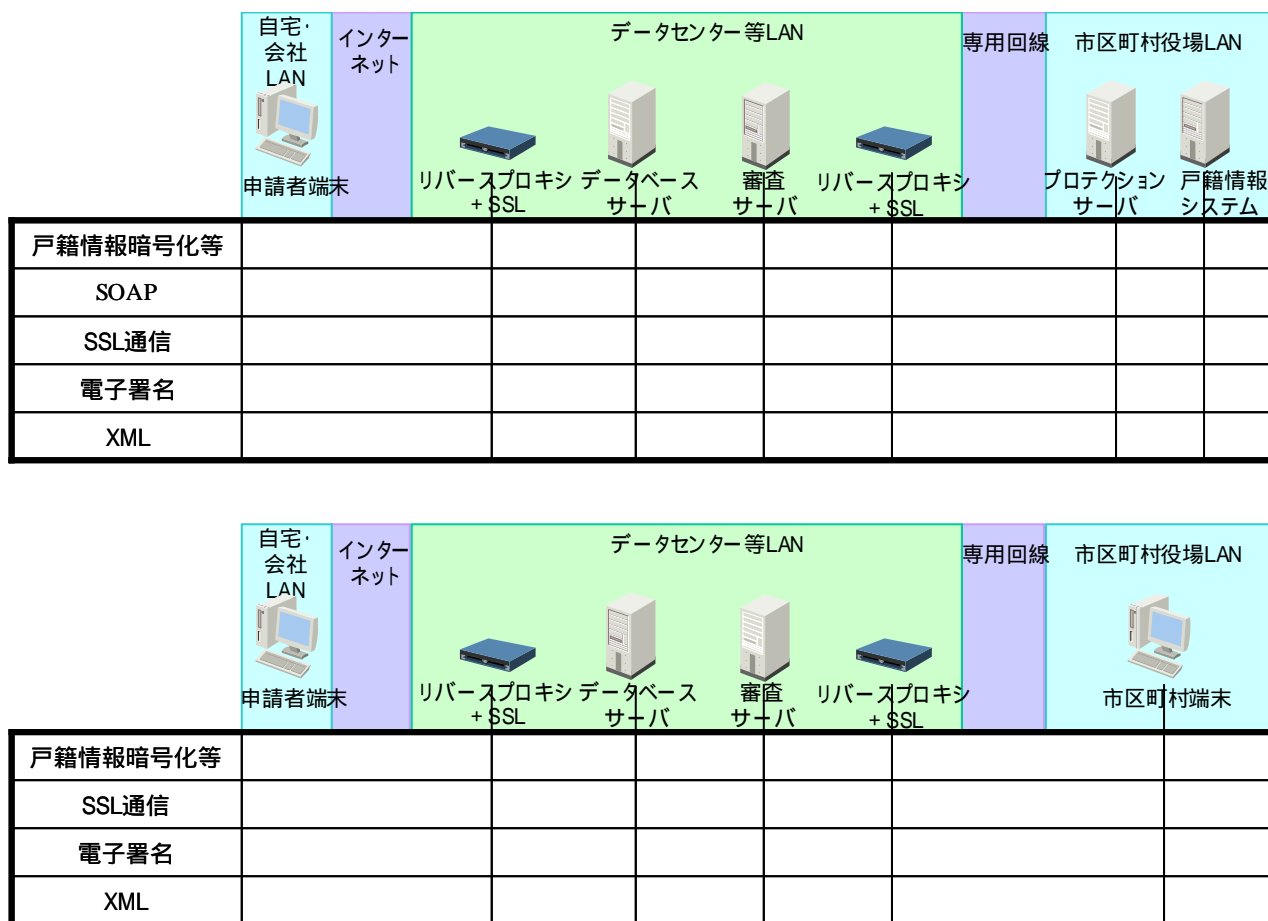 自宅・
会社
LAN
インター
ネット
データセンター等LAN
専用回線
市区町村役場LAN
申請者端末
リバースプロキシ
+SSL
データベース
サーバ
審査
サーバ
リバースプロキシ
+SSL
プロテクション
サーバ
戸籍情報
システム
戸籍情報暗号化等
SOAP
SSL通信
電子署名
XML
自宅・
会社
LAN
インター
ネット
データセンター等LAN
専用回線
市区町村役場LAN
申請者端末
リバースプロキシ
+SSL
データベース
サーバ
審査
サーバ
リバースプロキシ
+SSL
市区町村端末
戸籍情報暗号化等
SSL通信
電子署名
XML